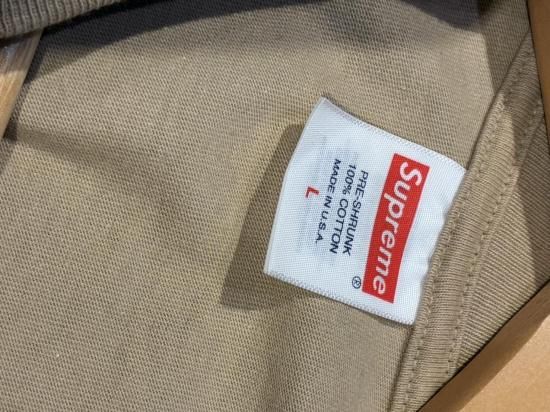 Supreme
®
PRE-SHRUNK
100% COTTON
MADE IN U.S.A.
L